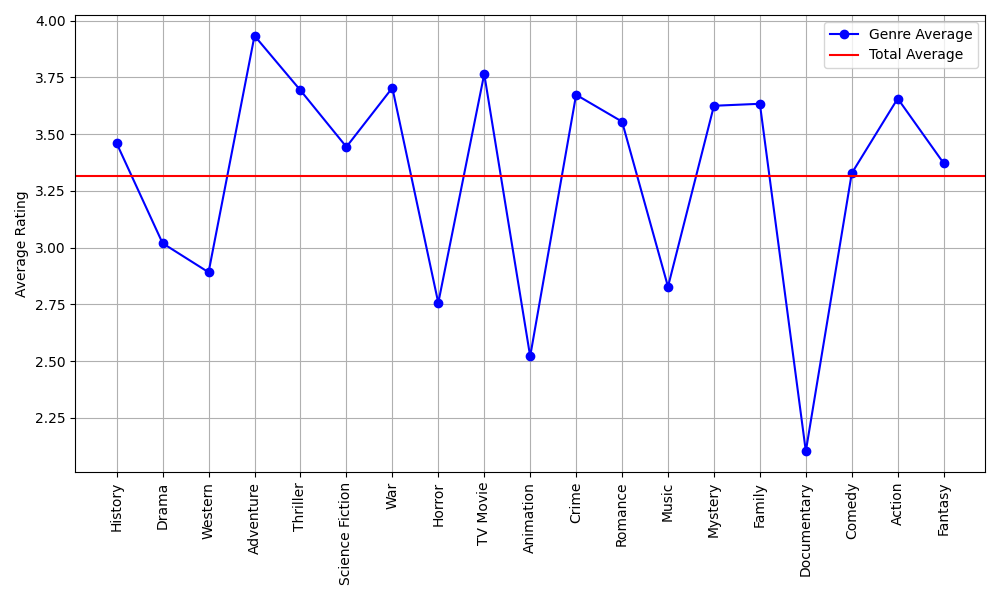 Genre Average
Total Average
Average Rating
4.00
3.75
3.50
3.25
3.00
2.75
2.50
2.25
History
Drama
Western
Adventure
Thriller
Science Fiction
War
Horror
TV Movie
Animation
Crime
Romance
Music
Mystery
Family
Documentary
Comedy
Action
Fantasy